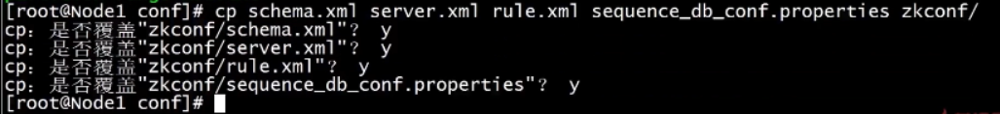 [root@Node1 conf]# cp schema.xml server.xml rule.xml sequence_db_conf.properties zkconf/
cp：是否覆盖"zkconf/schema.xml"？ y
cp：是否覆盖"zkconf/server.xml"？ y
cp：是否覆盖"zkconf/rule.xml"？ y
cp：是否覆盖"zkconf/sequence_db_conf.properties"？ y
[root@Node1 conf]#